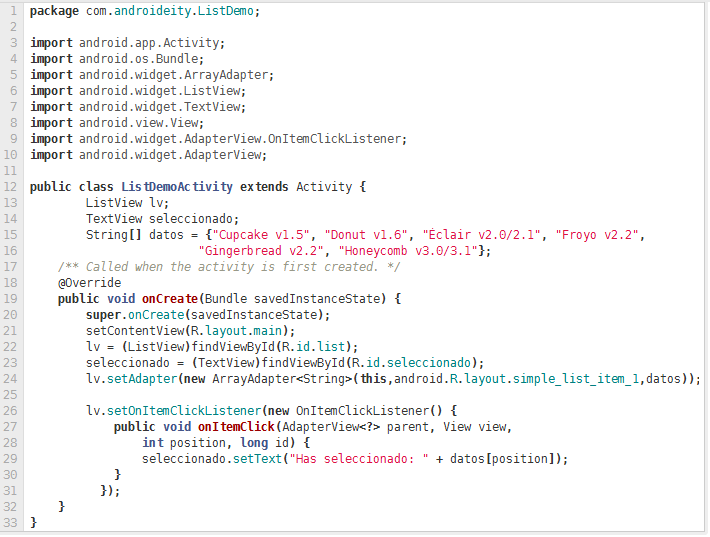 1 package com.androideity.ListDemo;
2
3 import android.app.Activity;
4 import android.os.Bundle;
5 import android.widget.ArrayAdapter;
6 import android.widget.ListView;
7 import android.widget.TextView;
8 import android.view.View;
9 import android.widget.AdapterView.OnItemClickListener;
10 import android.widget.AdapterView;
11
12 public class ListDemoActivity extends Activity {
13         ListView lv;
14         TextView seleccionado;
15         String[] datos = {"Cupcake v1.5", "Donut v1.6", "Éclair v2.0/2.1", "Froyo v2.2",
16                         "Gingerbread v2.2", "Honeycomb v3.0/3.1"};
17     /** Called when the activity is first created. */
18     @Override
19     public void onCreate(Bundle savedInstanceState) {
20         super.onCreate(savedInstanceState);
21         setContentView(R.layout.main);
22         lv = (ListView)findViewById(R.id.list);
23         seleccionado = (TextView)findViewById(R.id.seleccionado);
24         lv.setAdapter(new ArrayAdapter<String>(this,android.R.layout.simple_list_item_1,datos));
25
26         lv.setOnItemClickListener(new OnItemClickListener() {
27             public void onItemClick(AdapterView<?> parent, View view,
28                 int position, long id) {
29                 seleccionado.setText("Has seleccionado: " + datos[position]);
30             }
31           });
32     }
33 }